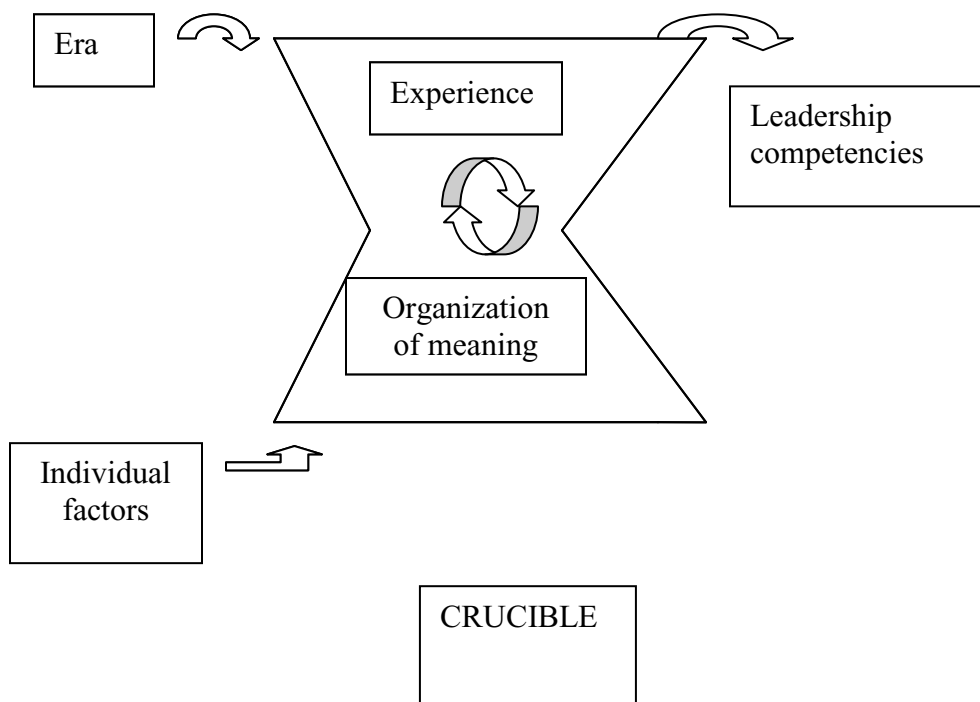 Era
Experience
Leadership
competencies
Organization
of meaning
Individual
factors
CRUCIBLE